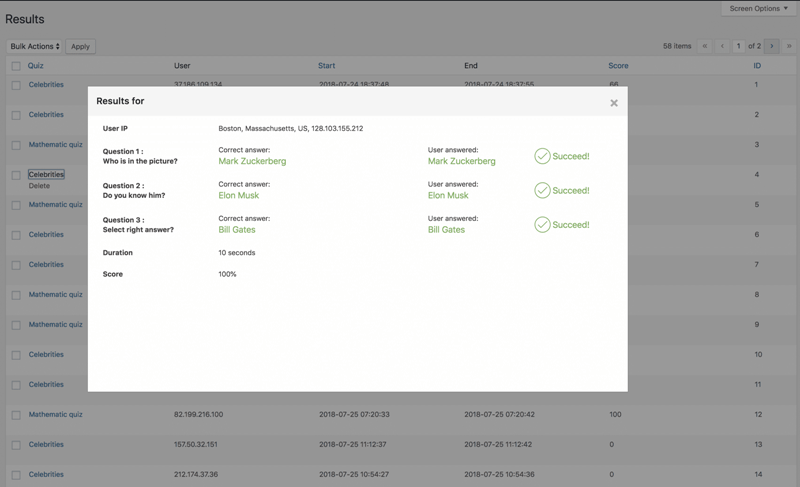 Screen Options ▼
Results
Bulk Actions
Apply
58 items « ‹ 1 of 2 › »
Quiz User Start End Score ID
Celebrities 37.186.109.134 2018-07-24 18:37:48 2018-07-24 18:37:55 66 1
Results for ×
User IP Boston, Massachusetts, US, 128.103.155.212
Question 1 : Correct answer: User answered:
Who is in the picture? Mark Zuckerberg Mark Zuckerberg Succeed!
Question 2 : Correct answer: User answered:
Do you know him? Elon Musk Elon Musk Succeed!
Question 3 : Correct answer: User answered:
Select right answer? Bill Gates Bill Gates Succeed!
Duration 10 seconds
Score 100%
Celebrities 2
Mathematic quiz 3
Celebrities 4
Delete
Mathematic quiz 5
Celebrities 6
Celebrities 7
Mathematic quiz 8
Mathematic quiz 9
Celebrities 10
Celebrities 11
Mathematic quiz 82.199.216.100 2018-07-25 07:20:33 2018-07-25 07:20:42 100 12
Celebrities 157.50.32.151 2018-07-25 11:12:37 2018-07-25 11:12:42 0 13
Celebrities 212.174.37.36 2018-07-25 10:54:27 2018-07-25 10:54:36 0 14